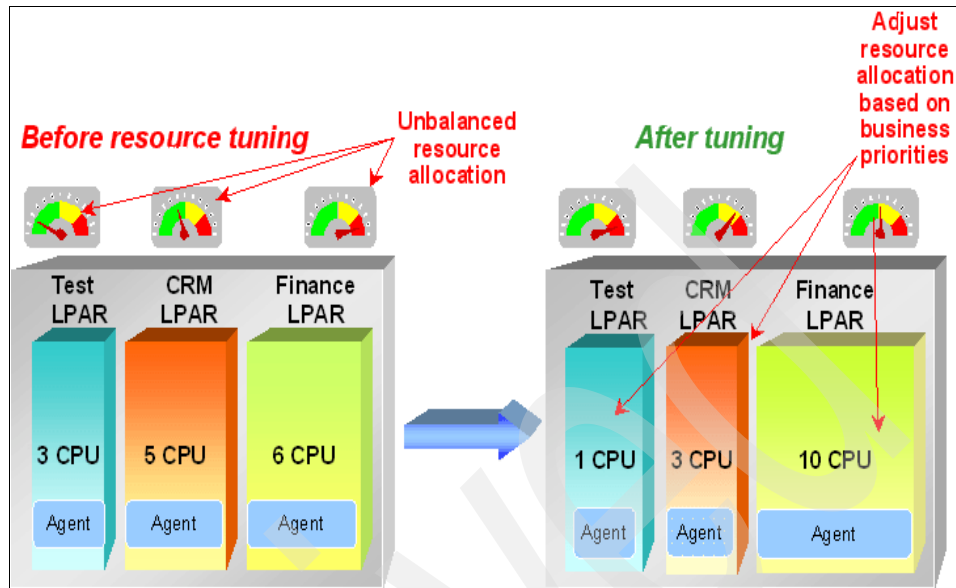 Before resource tuning
Unbalanced
resource
allocation
Test
LPAR
CRM
LPAR
Finance
LPAR
3 CPU
5 CPU
6 CPU
Agent
Agent
Agent
After tuning
Adjust
resource
allocation
based on
business
priorities
Test
LPAR
CRM
LPAR
Finance
LPAR
1 CPU
3 CPU
10 CPU
Agent
Agent
Agent